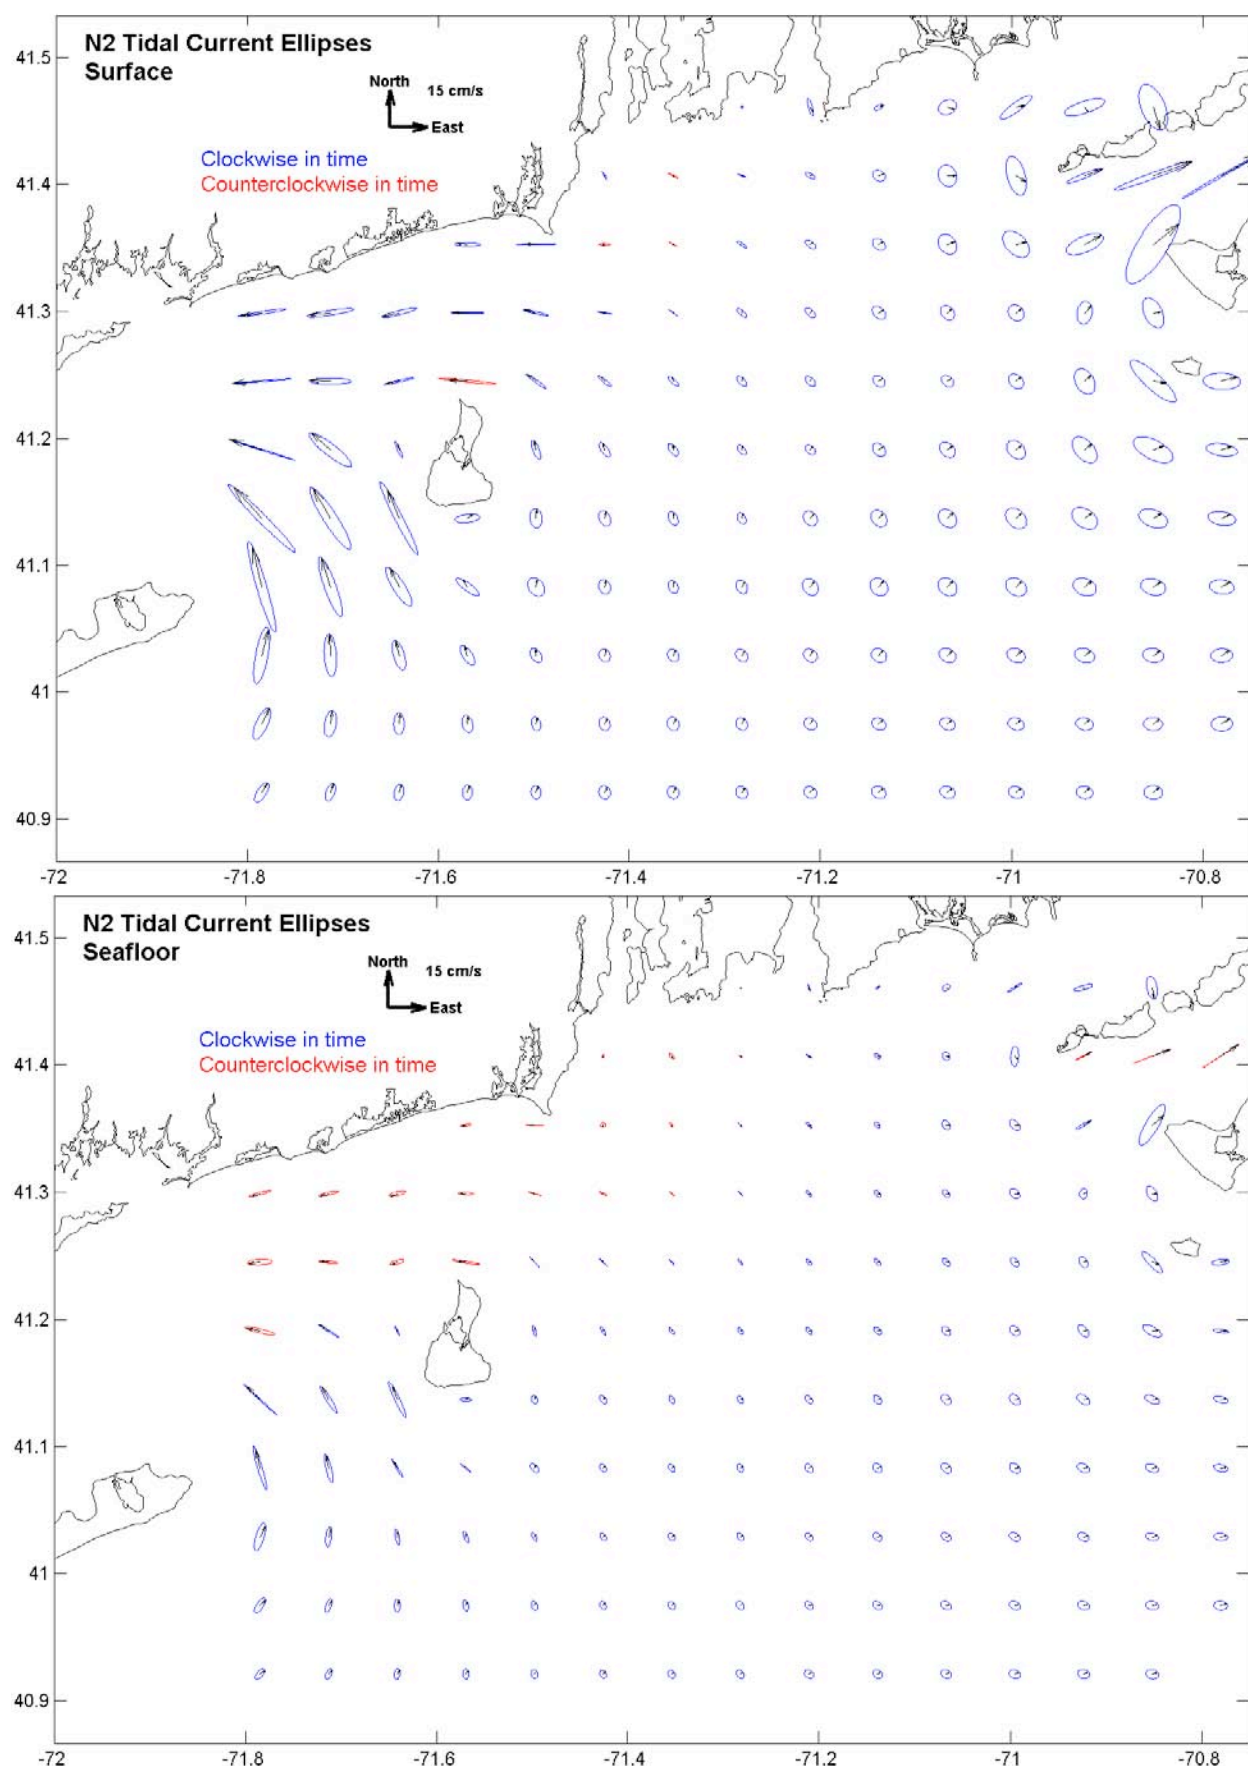 N2 Tidal Current Ellipses
Surface
North
15 cm/s
East
Clockwise in time
Counterclockwise in time
41.5
41.4
41.3
41.2
41.1
41
40.9
-72
-71.8
-71.6
-71.4
-71.2
-71
-70.8
N2 Tidal Current Ellipses
Seafloor
North
15 cm/s
East
Clockwise in time
Counterclockwise in time
41.5
41.4
41.3
41.2
41.1
41
40.9
-72
-71.8
-71.6
-71.4
-71.2
-71
-70.8